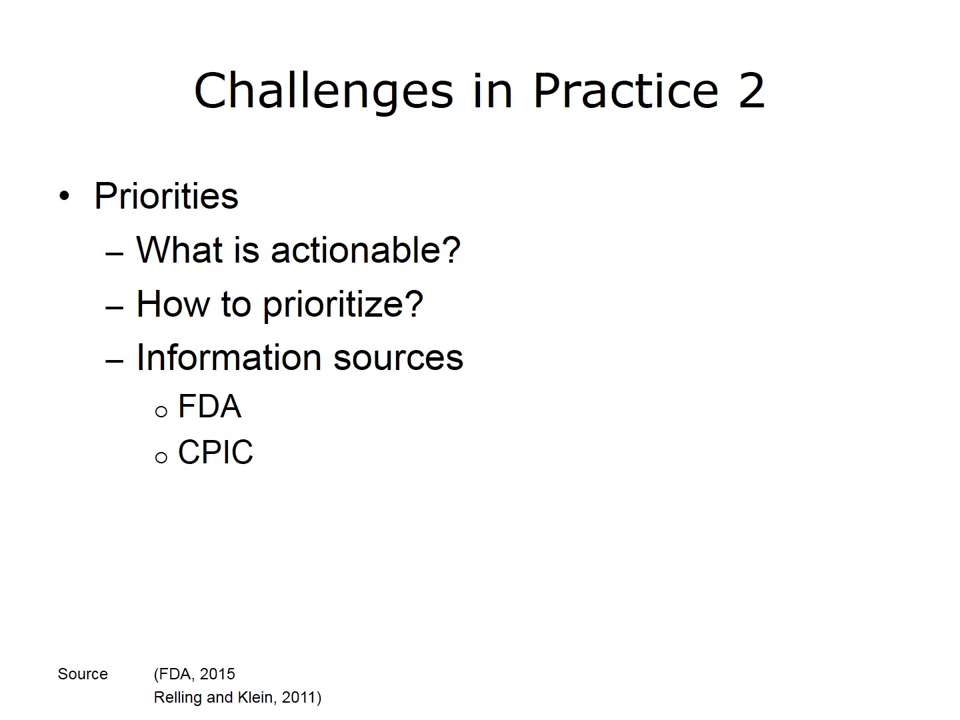 Challenges in Practice 2
• Priorities
– What is actionable?
– How to prioritize?
– Information sources
o FDA
o CPIC
Source (FDA, 2015
Relling and Klein, 2011)